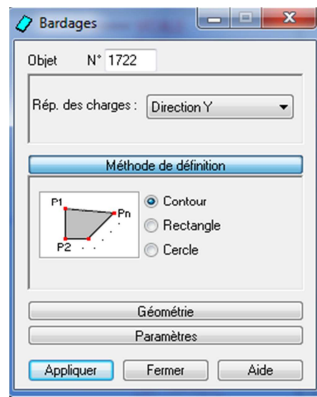 Bardages
Objet N° 1722
Rép. des charges : Direction Y
Méthode de définition
P1
Pn
P2
Contour
Rectangle
Cercle
Géométrie
Paramètres
Appliquer Fermer Aide